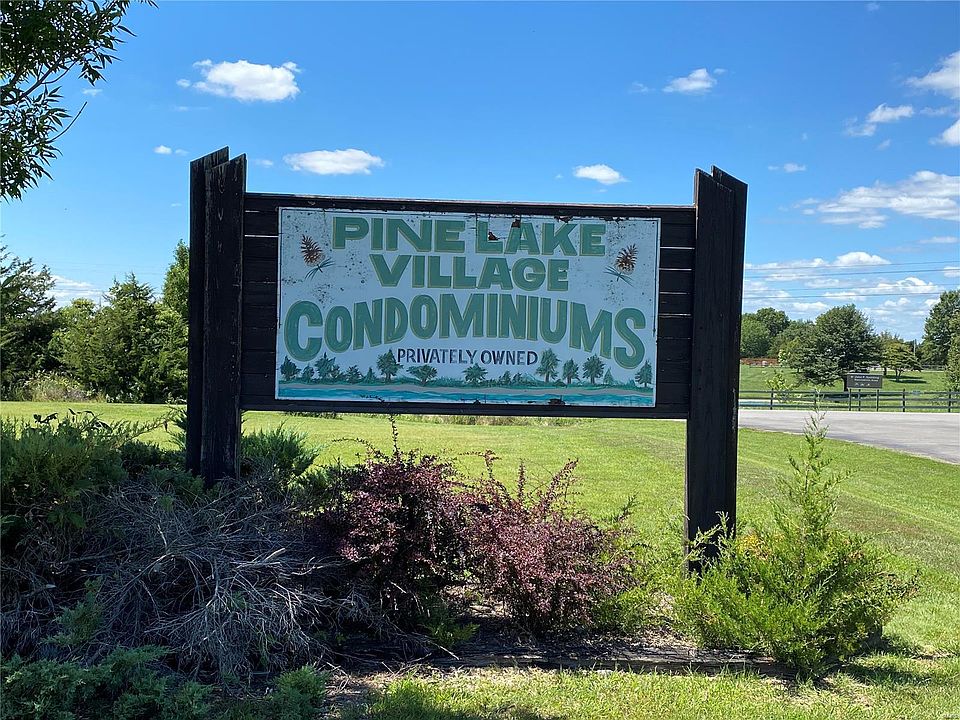 PINE LAKE
VILLAGE
CONDOMINIUMS
PRIVATELY OWNED